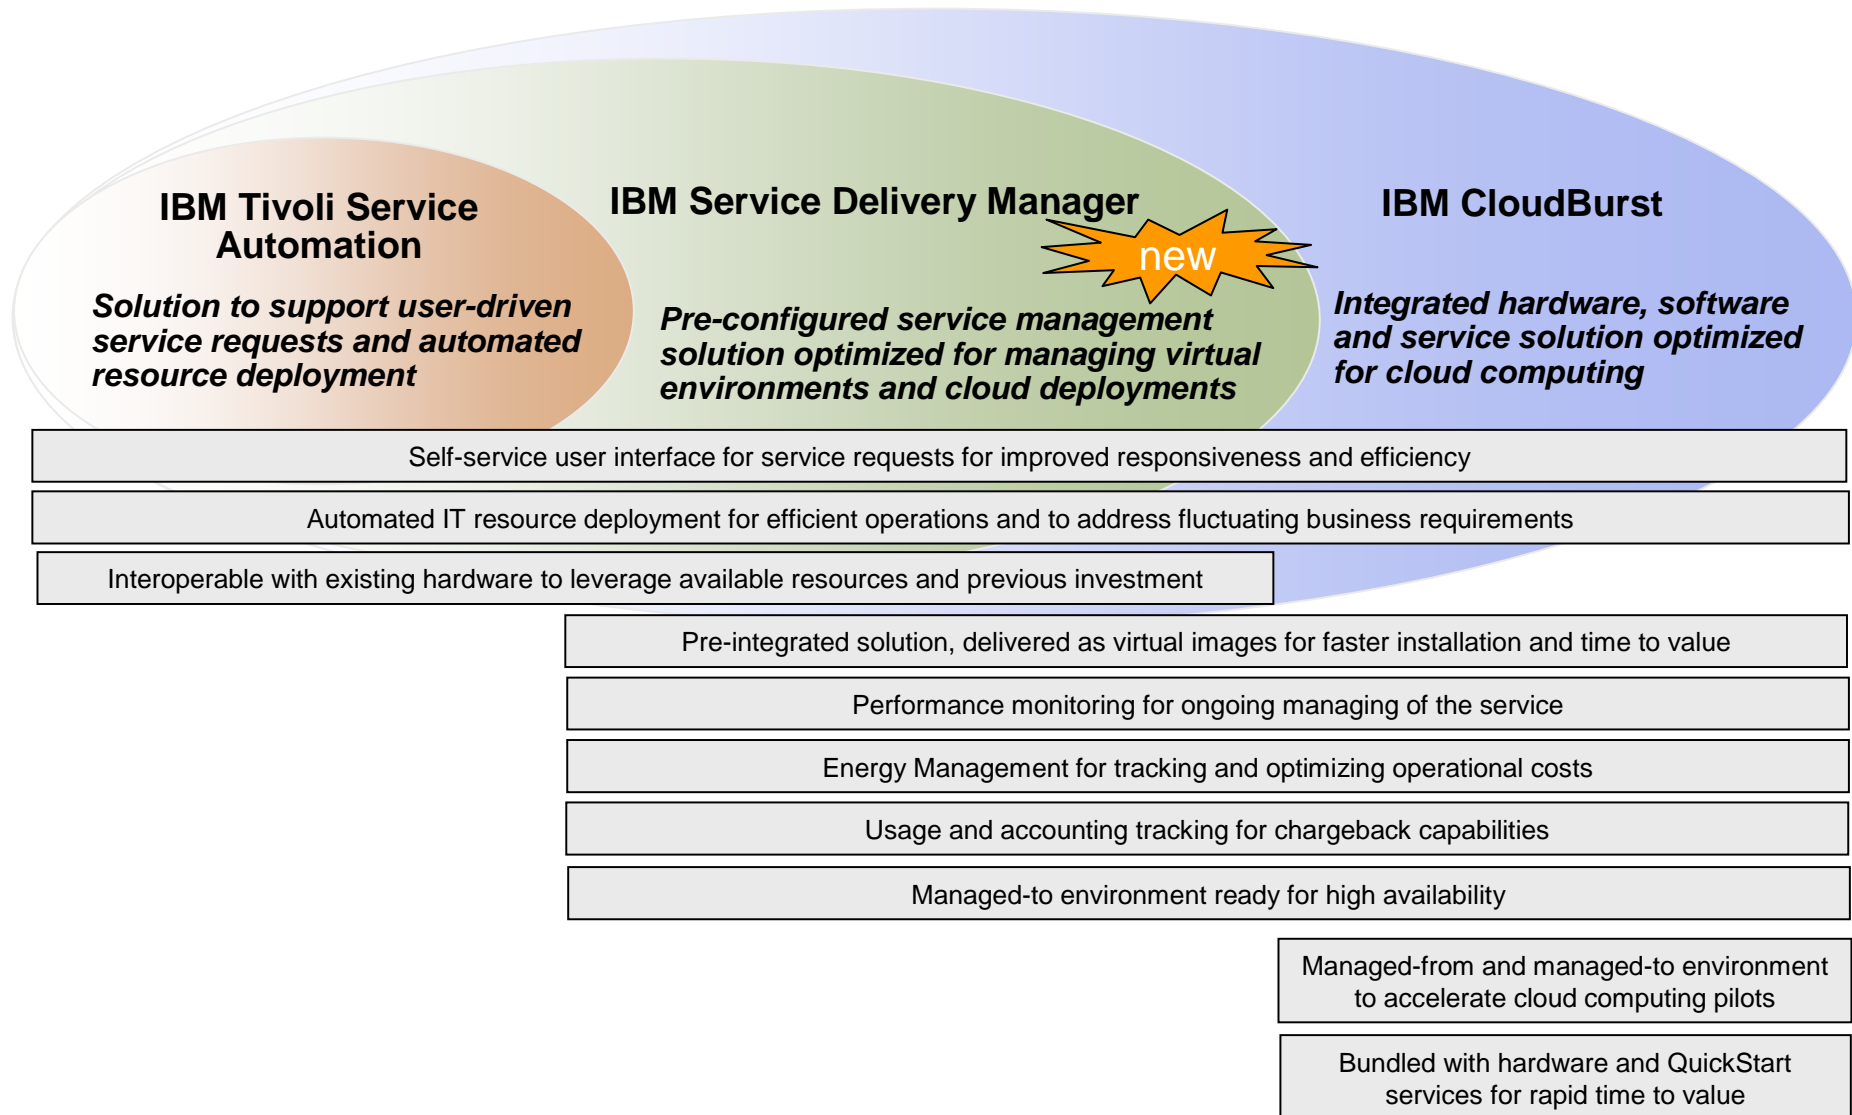 IBM Tivoli Service
Automation
Solution to support user-driven
service requests and automated
resource deployment
IBM Service Delivery Manager
new
Pre-configured service management
solution optimized for managing virtual
environments and cloud deployments
IBM CloudBurst
Integrated hardware, software
and service solution optimized
for cloud computing
Self-service user interface for service requests for improved responsiveness and efficiency
Automated IT resource deployment for efficient operations and to address fluctuating business requirements
Interoperable with existing hardware to leverage available resources and previous investment
Pre-integrated solution, delivered as virtual images for faster installation and time to value
Performance monitoring for ongoing managing of the service
Energy Management for tracking and optimizing operational costs
Usage and accounting tracking for chargeback capabilities
Managed-to environment ready for high availability
Managed-from and managed-to environment
to accelerate cloud computing pilots
Bundled with hardware and QuickStart
services for rapid time to value